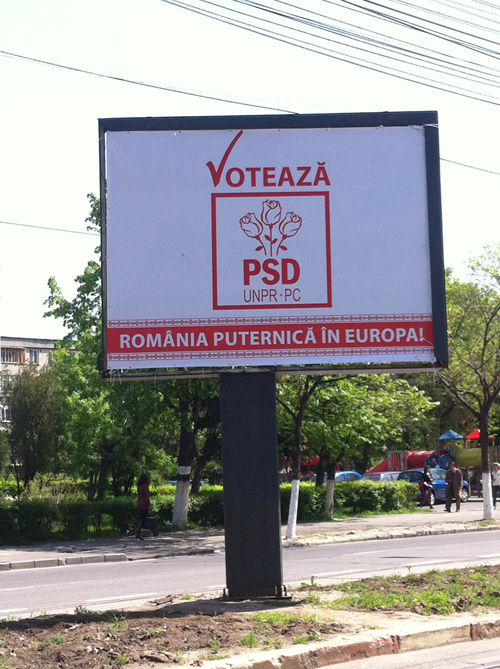 VOTEAZĂ
PSD
UNPR-PC
ROMÂNIA PUTERNICĂ ÎN EUROPA!